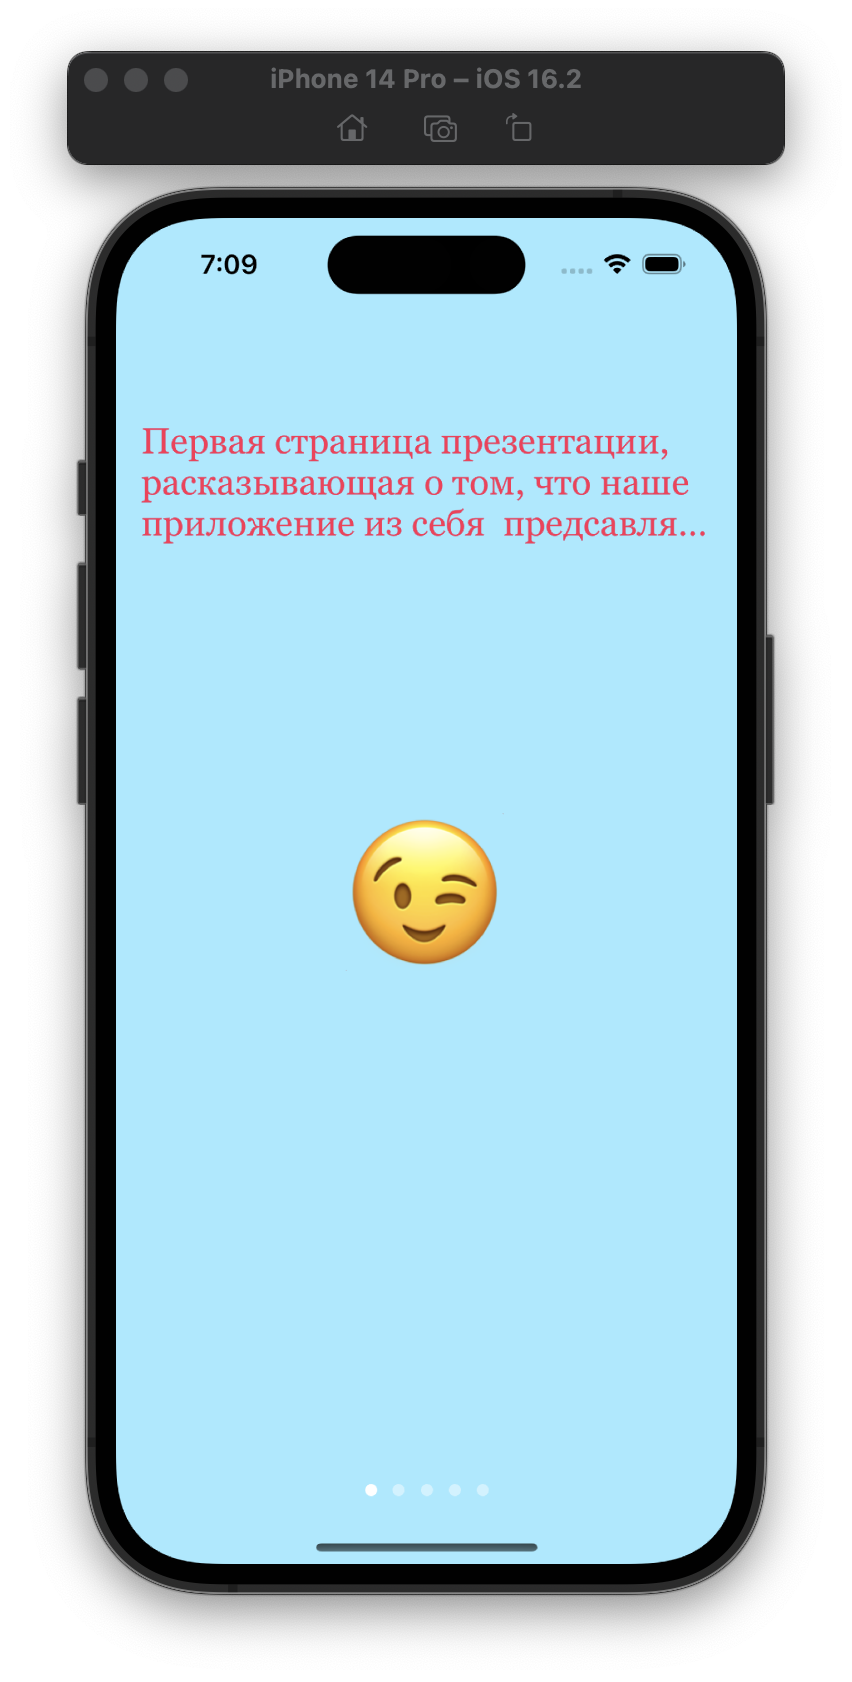 iPhone 14 Pro – iOS 16.2
7:09
Первая страница презентации,
расказывающая о том, что наше
приложение из себя  предсавля...